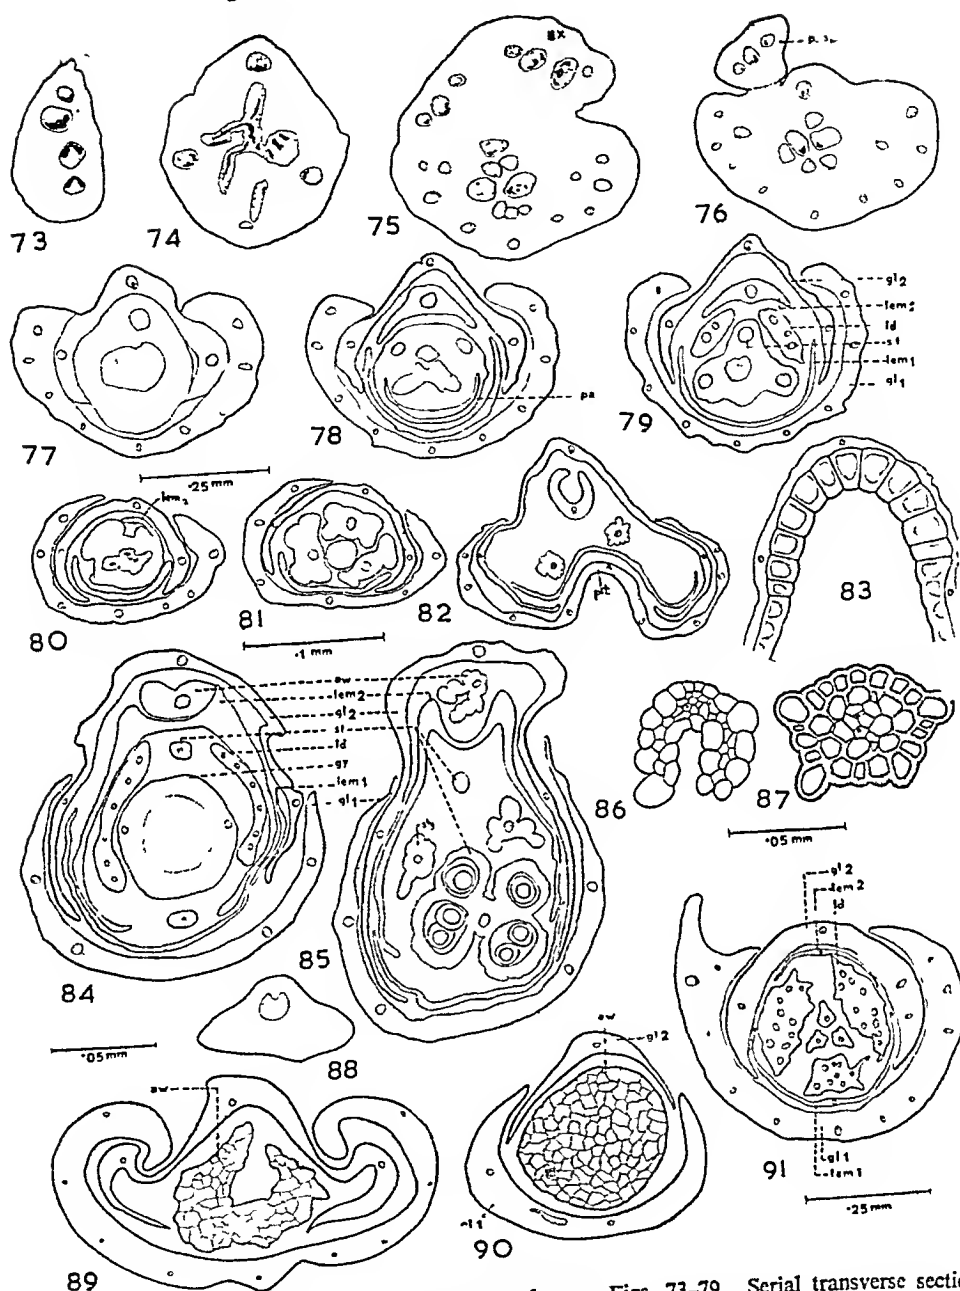 gx
73 74 75 76
gl2
lem2
ld
st
lem1
gl1
pa
77 78 79
·25 mm
lem2
80 81 82 83
plt
·1 mm
aw
lem2
gl2
st
ld
gy
lem1
gl1
86 87
·05 mm
84 85
88
·05 mm
gl2
lem2
ld
aw
gl2
aw
91
gl1
lem1
·25 mm
89 90
Figs. 73–79. Serial transverse sectio